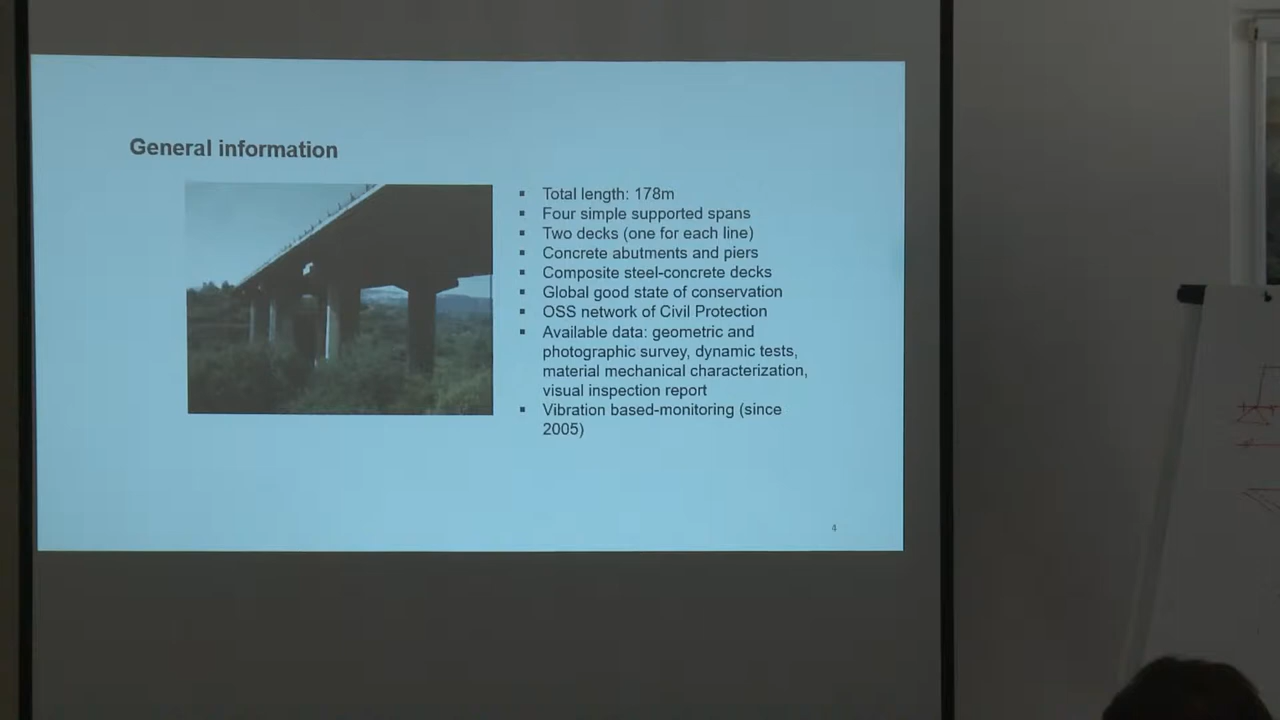 General information
▪ Total length: 178m
▪ Four simple supported spans
▪ Two decks (one for each line)
▪ Concrete abutments and piers
▪ Composite steel-concrete decks
▪ Global good state of conservation
▪ OSS network of Civil Protection
▪ Available data: geometric and
photographic survey, dynamic tests,
material mechanical characterization,
visual inspection report
▪ Vibration based-monitoring (since
2005)
4